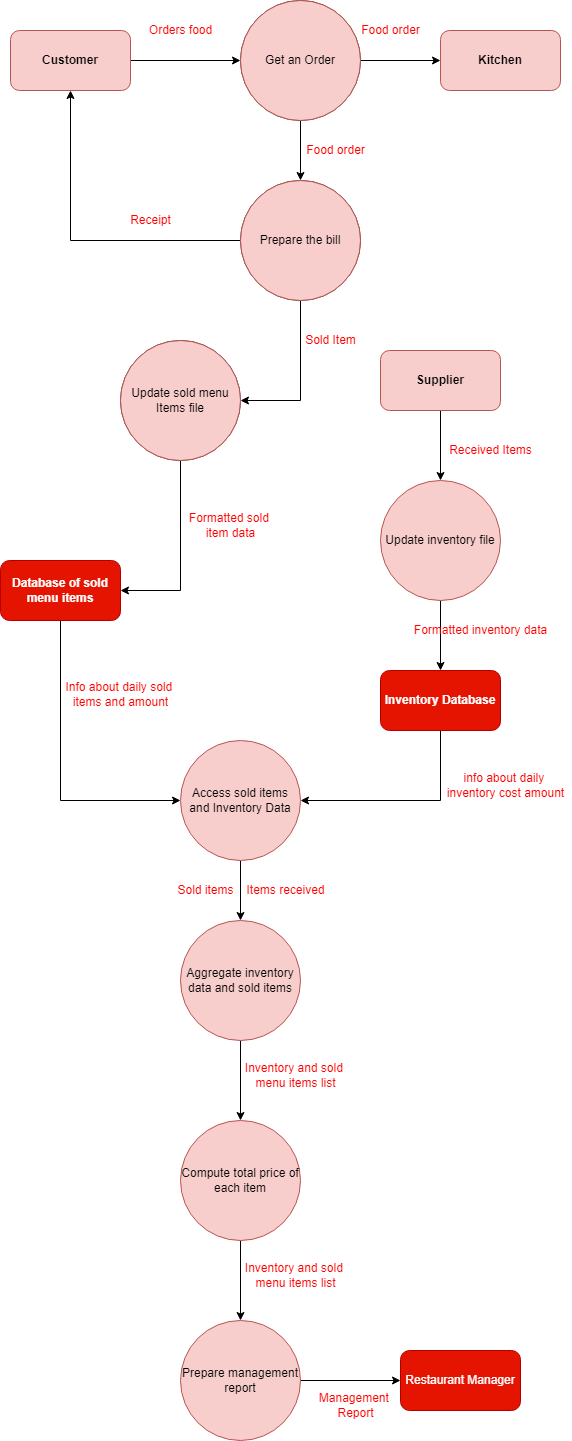 Orders food
Food order
Customer
Get an Order
Kitchen
Food order
Receipt
Prepare the bill
Sold Item
Update sold menu
Items file
Supplier
Received Items
Formatted sold
item data
Update inventory file
Database of sold
menu items
Formatted inventory data
Info about daily sold
items and amount
Inventory Database
info about daily
inventory cost amount
Access sold items
and Inventory Data
Sold items
Items received
Aggregate inventory
data and sold items
Inventory and sold
menu items list
Compute total price of
each item
Inventory and sold
menu items list
Prepare management
report
Restaurant Manager
Management
Report